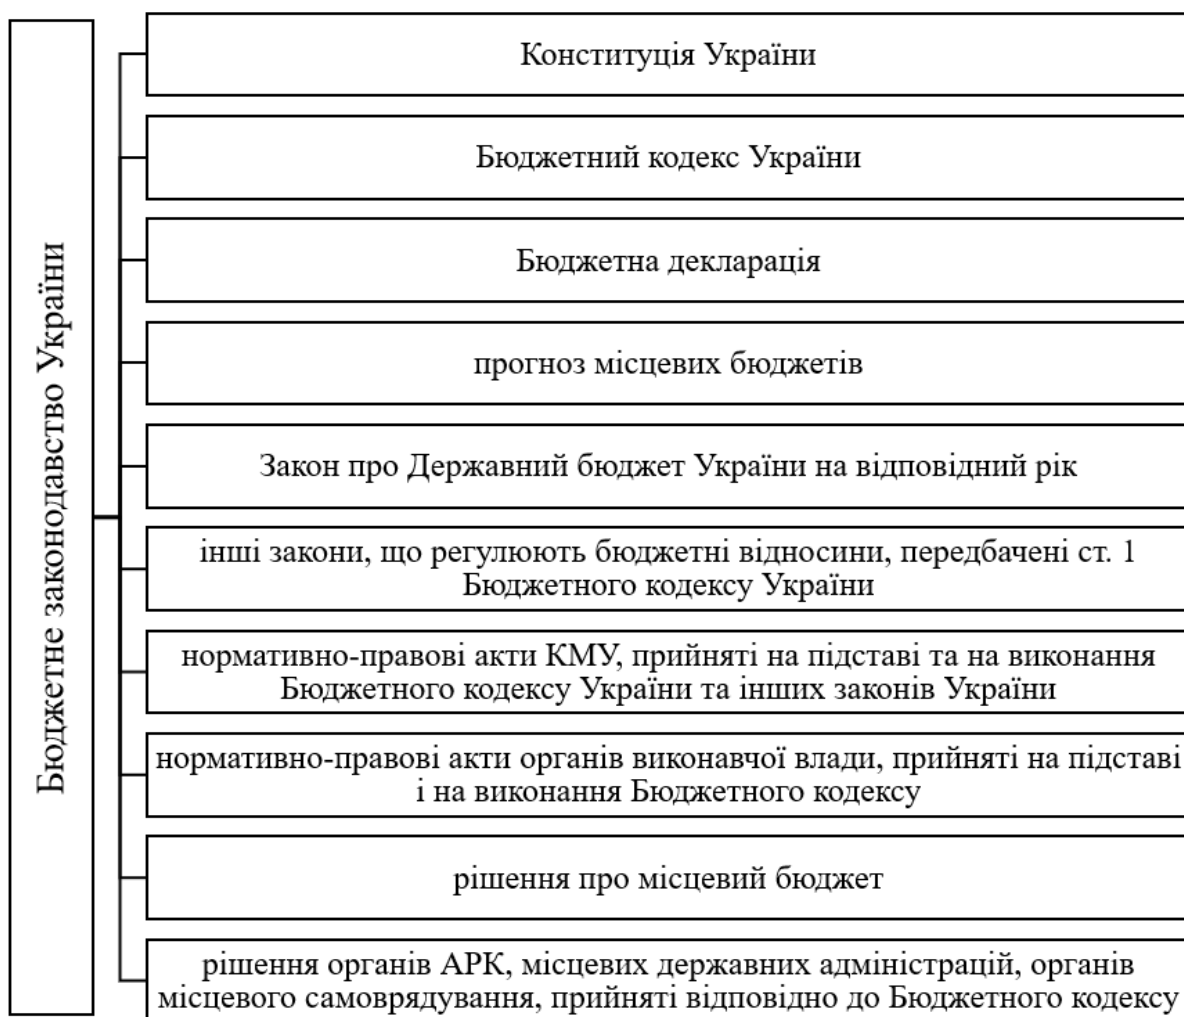 Бюджетне законодавство України
Конституція України
Бюджетний кодекс України
Бюджетна декларація
прогноз місцевих бюджетів
Закон про Державний бюджет України на відповідний рік
інші закони, що регулюють бюджетні відносини, передбачені ст. 1
Бюджетного кодексу України
нормативно-правові акти КМУ, прийняті на підставі та на виконання
Бюджетного кодексу України та інших законів України
нормативно-правові акти органів виконавчої влади, прийняті на підставі
і на виконання Бюджетного кодексу
рішення про місцевий бюджет
рішення органів АРК, місцевих державних адміністрацій, органів
місцевого самоврядування, прийняті відповідно до Бюджетного кодексу